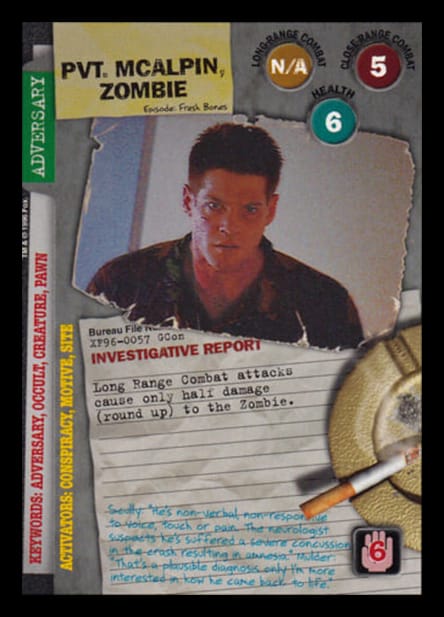 PVT. MCALPIN,
ZOMBIE
Episode: Fresh Bones
LONG-RANGE COMBAT
N/A
CLOSE-RANGE COMBAT
5
HEALTH
6
ADVERSARY
TM & © 1996 Fox
KEYWORDS: ADVERSARY, OCCULT, CREATURE, PAWN
ACTIVATORS: CONSPIRACY, MOTIVE, SITE
Bureau File
XF96-0057 GCon
INVESTIGATIVE REPORT
Long Range Combat attacks
cause only half damage
(round up) to the Zombie.
Scully: "He's non-verbal, non-responsive
to voice, touch or pain. The neurologist
suspects he's suffered a severe concussion
in the crash resulting in amnesia." Mulder:
"That's a plausible diagnosis, only I'm more
interested in how he came back to life."
6